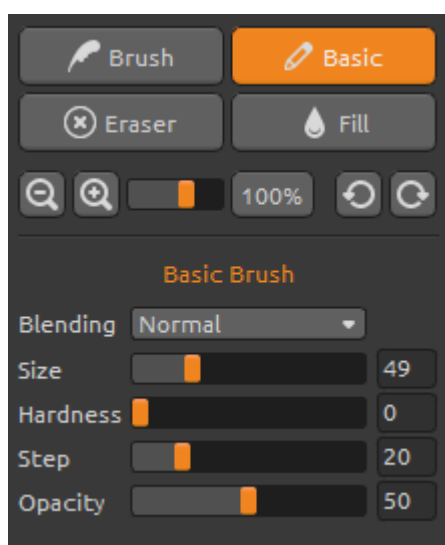 Brush Basic
Eraser Fill
100%
Basic Brush
Blending Normal
Size 49
Hardness 0
Step 20
Opacity 50